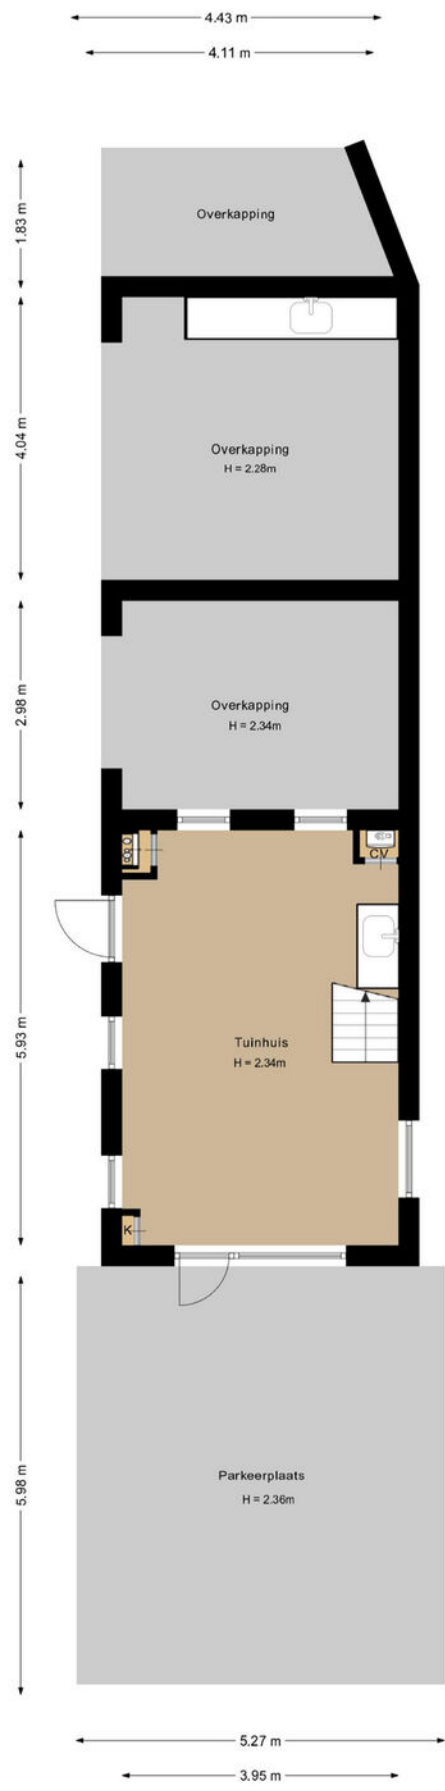 4.43 m
4.11 m
1.83 m
Overkapping
4.04 m
Overkapping
H = 2.28m
2.98 m
Overkapping
H = 2.34m
CV
5.93 m
Tuinhuis
H = 2.34m
K
5.98 m
Parkeerplaats
H = 2.36m
5.27 m
3.95 m